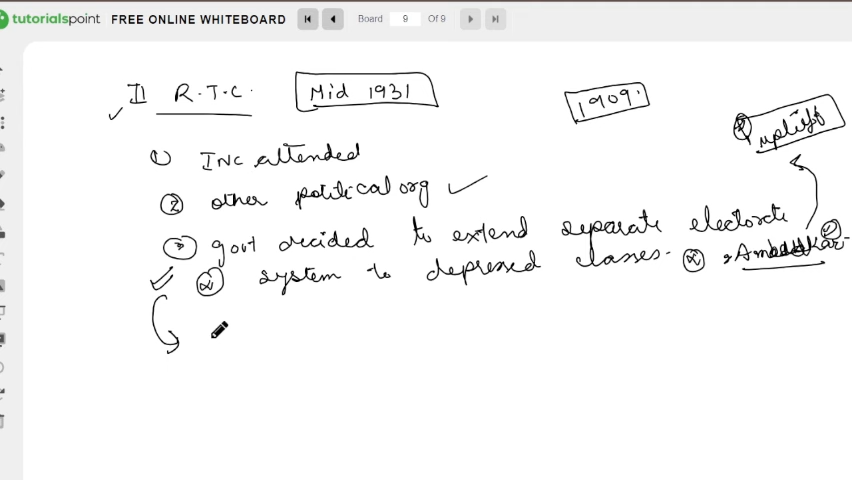 tutorialspoint FREE ONLINE WHITEBOARD Board 9 Of 9
II R.T.C. Mid 1931 1909.
uplift
① INC attended
② other political org
③ govt decided to extend separate electorate
system to depressed classes. Ambedkar